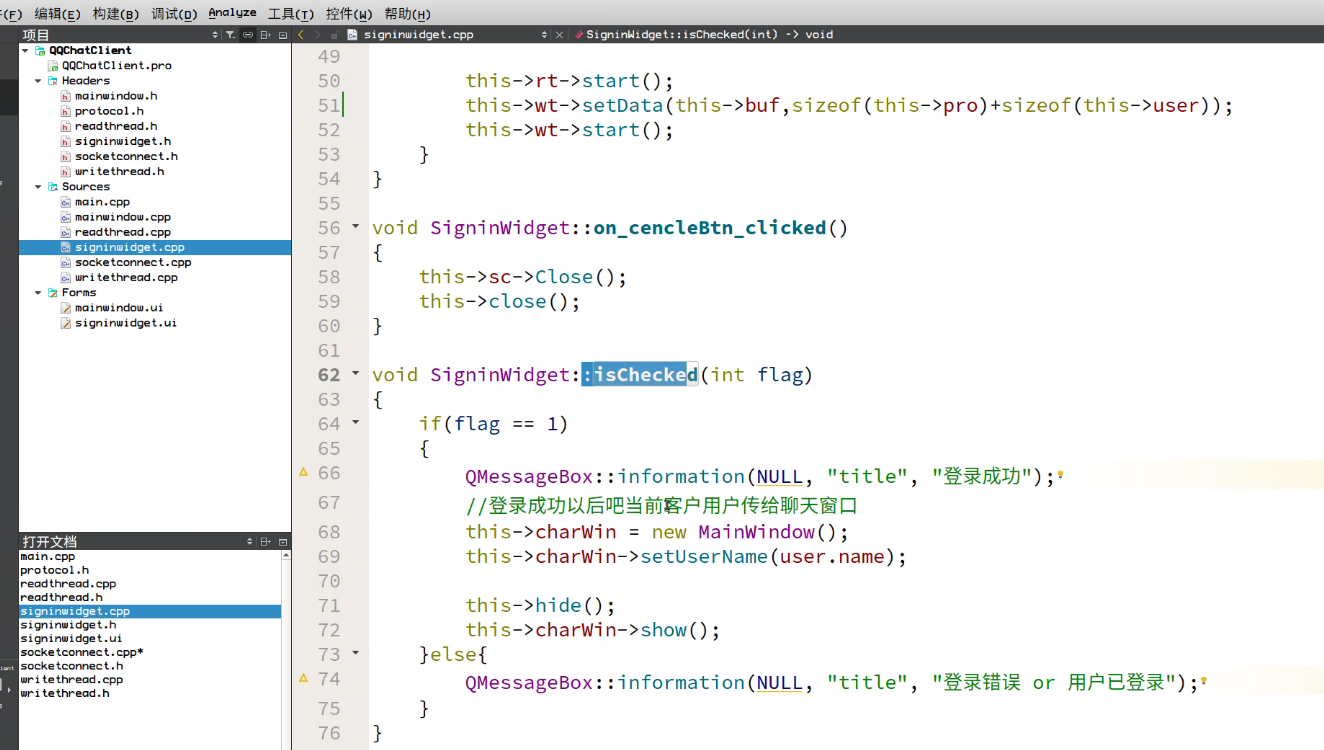 (F) 编辑(E) 构建(B) 调试(D) Analyze 工具(T) 控件(W) 帮助(H)
项目
signinwidget.cpp
SigninWidget::isChecked(int) -> void
QQChatClient
QQChatClient.pro
Headers
mainwindow.h
protocol.h
readthread.h
signinwidget.h
socketconnect.h
writethread.h
Sources
main.cpp
mainwindow.cpp
readthread.cpp
signinwidget.cpp
socketconnect.cpp
writethread.cpp
Forms
mainwindow.ui
signinwidget.ui
打开文档
main.cpp
protocol.h
readthread.cpp
readthread.h
signinwidget.cpp
signinwidget.h
signinwidget.ui
socketconnect.cpp*
socketconnect.h
writethread.cpp
writethread.h
49
50 this->rt->start();
51 this->wt->setData(this->buf,sizeof(this->pro)+sizeof(this->user));
52 this->wt->start();
53 }
54 }
55
56 void SigninWidget::on_cencleBtn_clicked()
57 {
58 this->sc->Close();
59 this->close();
60 }
61
62 void SigninWidget::isChecked(int flag)
63 {
64 if(flag == 1)
65 {
66 QMessageBox::information(NULL, "title", "登录成功");
67 //登录成功以后吧当前客户用户传给聊天窗口
68 this->charWin = new MainWindow();
69 this->charWin->setUserName(user.name);
70
71 this->hide();
72 this->charWin->show();
73 }else{
74 QMessageBox::information(NULL, "title", "登录错误 or 用户已登录");
75 }
76 }